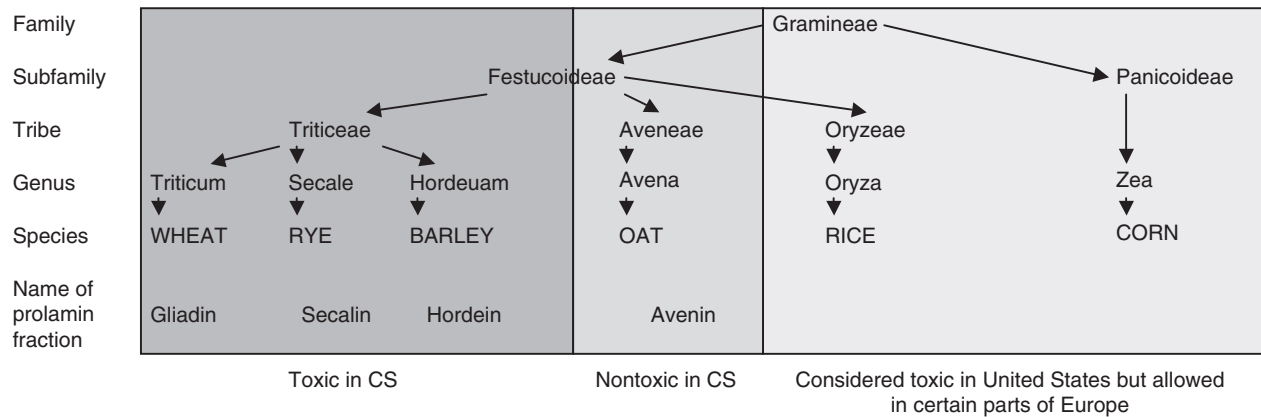 Family Gramineae
Subfamily Festucoideae Panicoideae
Tribe Triticeae Aveneae Oryzeae
Genus Triticum Secale Hordeuam Avena Oryza Zea
Species WHEAT RYE BARLEY OAT RICE CORN
Name of
prolamin
fraction
Gliadin Secalin Hordein Avenin
Toxic in CS
Nontoxic in CS
Considered toxic in United States but allowed
in certain parts of Europe